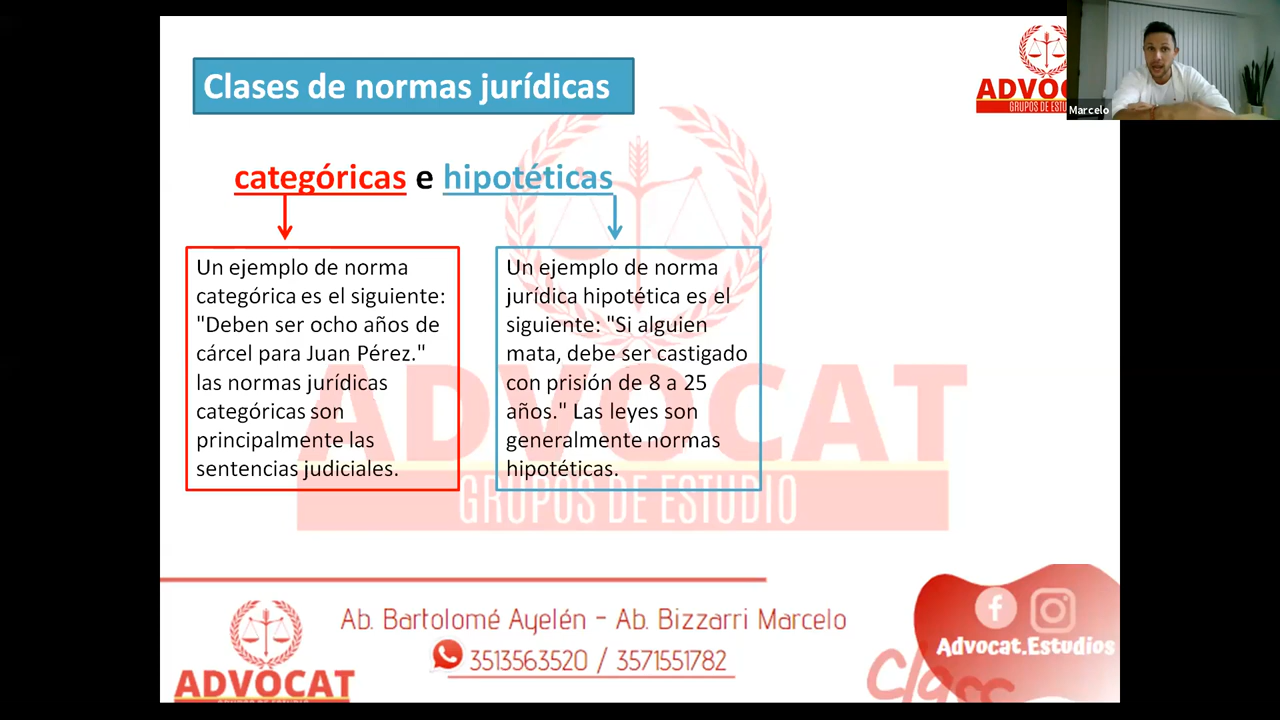 Clases de normas jurídicas
ADVO
GRUPOS DE ESTU
Marcelo
categóricas e hipotéticas
Un ejemplo de norma
categórica es el siguiente:
"Deben ser ocho años de
cárcel para Juan Pérez."
las normas jurídicas
categóricas son
principalmente las
sentencias judiciales.
Un ejemplo de norma
jurídica hipotética es el
siguiente: "Si alguien
mata, debe ser castigado
con prisión de 8 a 25
años." Las leyes son
generalmente normas
hipotéticas.
ADVOCAT
GRUPOS DE ESTUDIO
Ab. Bartolomé Ayelén - Ab. Bizzarri Marcelo
3513563520 / 3571551782
ADVOCAT
GRUPOS DE ESTUDIO
Advocat.Estudios